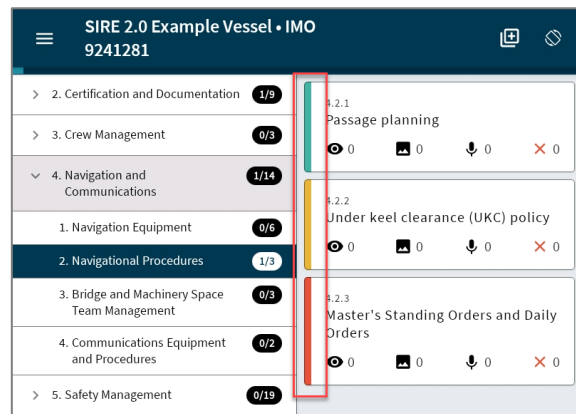 SIRE 2.0 Example Vessel • IMO
9241281
2. Certification and Documentation 1/9
3. Crew Management 0/3
4. Navigation and 1/14
Communications
1. Navigation Equipment 0/6
2. Navigational Procedures 1/3
3. Bridge and Machinery Space 0/3
Team Management
4. Communications Equipment 0/2
and Procedures
5. Safety Management 0/19
4.2.1
Passage planning
0 0 0 0
4.2.2
Under keel clearance (UKC) policy
0 0 0 0
4.2.3
Master's Standing Orders and Daily
Orders
0 0 0 0